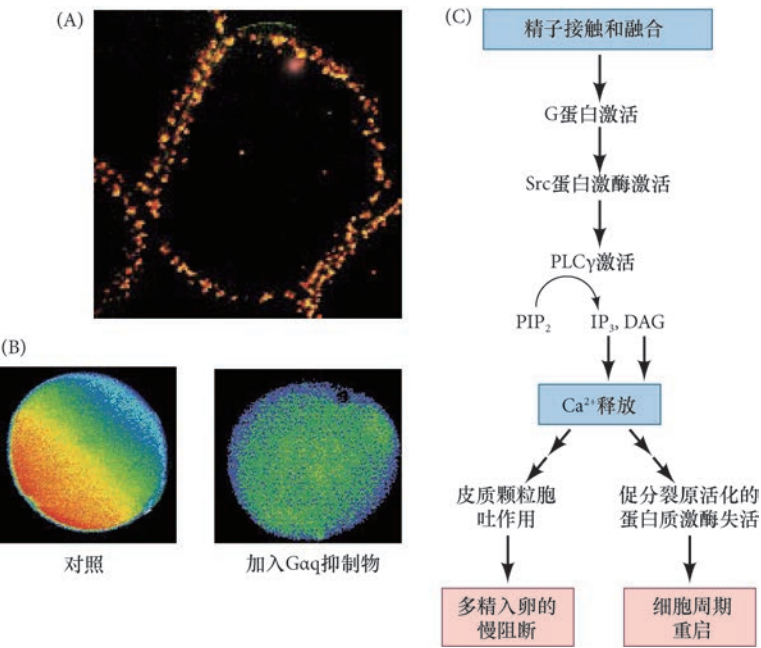 (A)
(B)
对照
加入Gαq抑制物
(C)
精子接触和融合
G蛋白激活
Src蛋白激酶激活
PLCγ激活
PIP₂
IP₃, DAG
Ca²⁺释放
皮质颗粒胞
吐作用
促分裂原活化的
蛋白质激酶失活
多精入卵的
慢阻断
细胞周期
重启